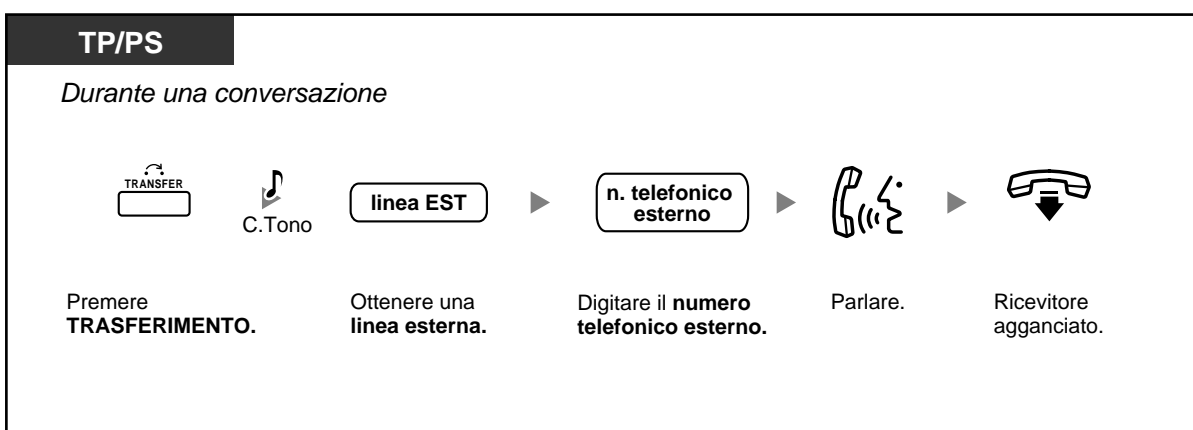 TP/PS
Durante una conversazione
TRANSFER
C.Tono
linea EST
n. telefonico
esterno
Premere
TRASFERIMENTO.
Ottenere una
linea esterna.
Digitare il numero
telefonico esterno.
Parlare.
Ricevitore
agganciato.